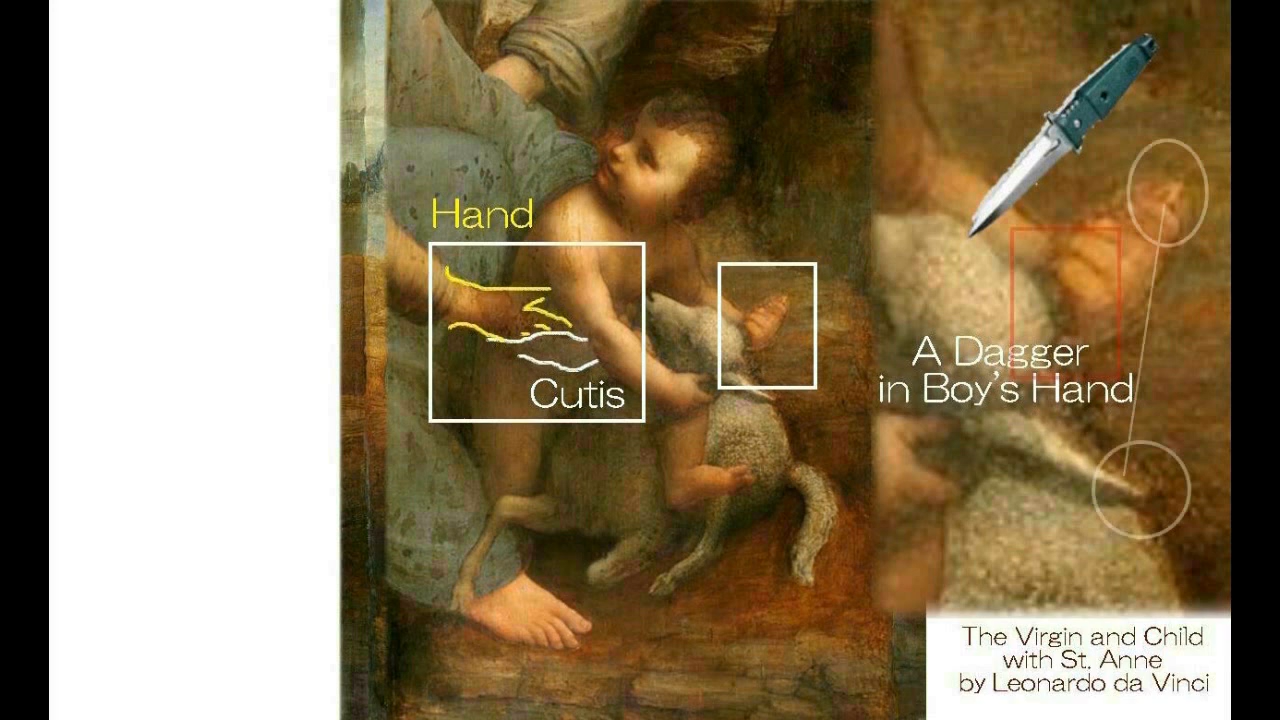 Hand
Cutis
A Dagger
in Boy's Hand
The Virgin and Child
with St. Anne
by Leonardo da Vinci